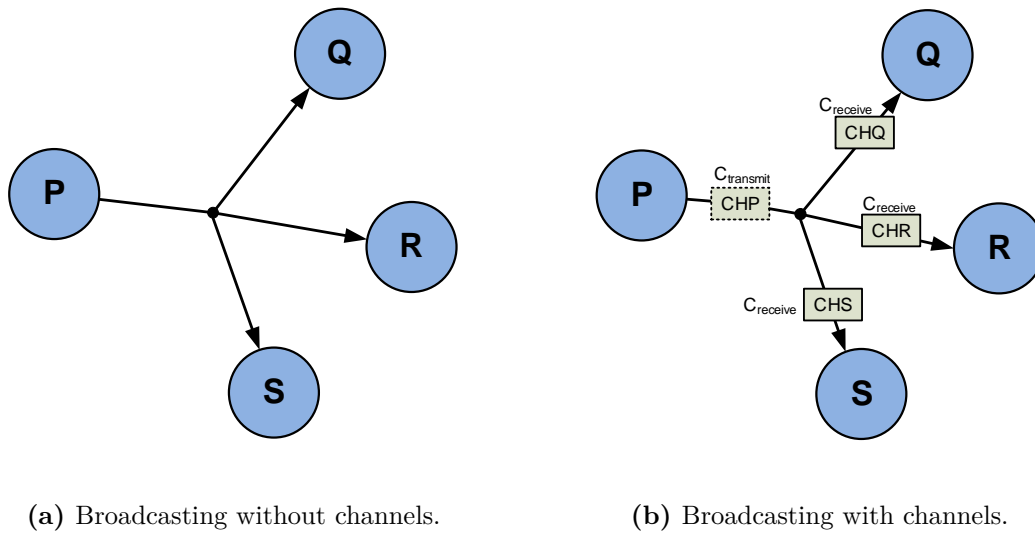 Q
P
R
S
Q
C_receive
CHQ
P
C_transmit
CHP
C_receive
CHR
R
C_receive
CHS
S
(a) Broadcasting without channels.
(b) Broadcasting with channels.